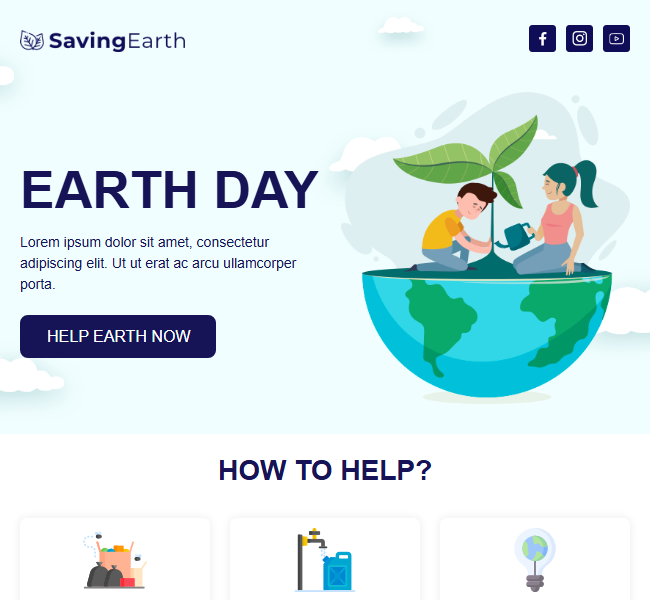 SavingEarth
EARTH DAY
Lorem ipsum dolor sit amet, consectetur
adipiscing elit. Ut ut erat ac arcu ullamcorper
porta.
HELP EARTH NOW
HOW TO HELP?